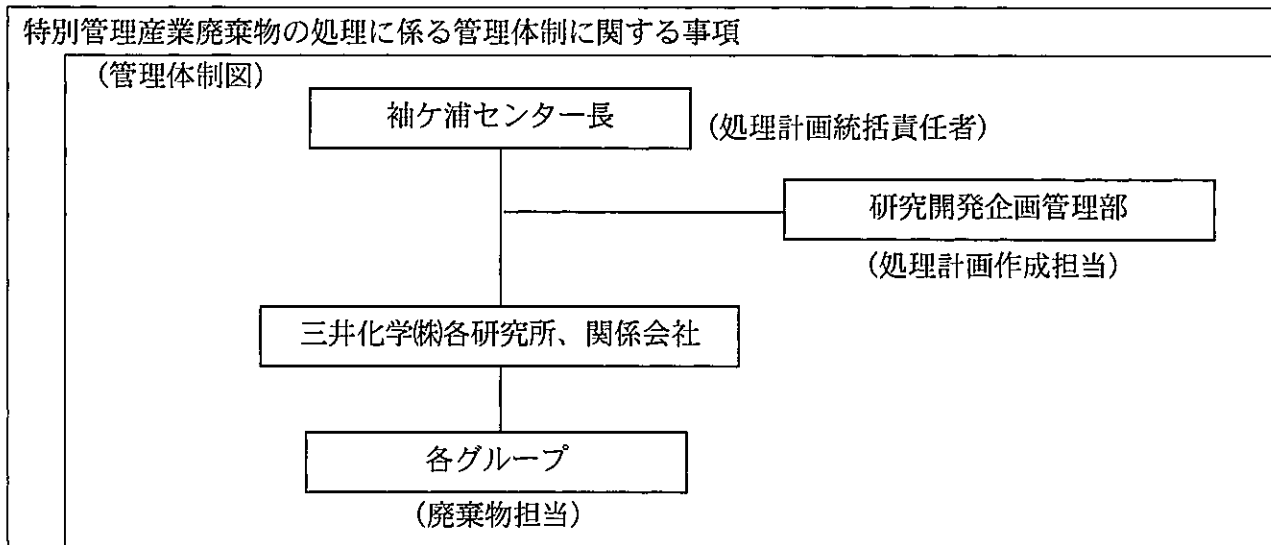 特別管理産業廃棄物の処理に係る管理体制に関する事項
（管理体制図）
袖ケ浦センター長
（処理計画統括責任者）
研究開発企画管理部
（処理計画作成担当）
三井化学㈱各研究所、関係会社
各グループ
（廃棄物担当）